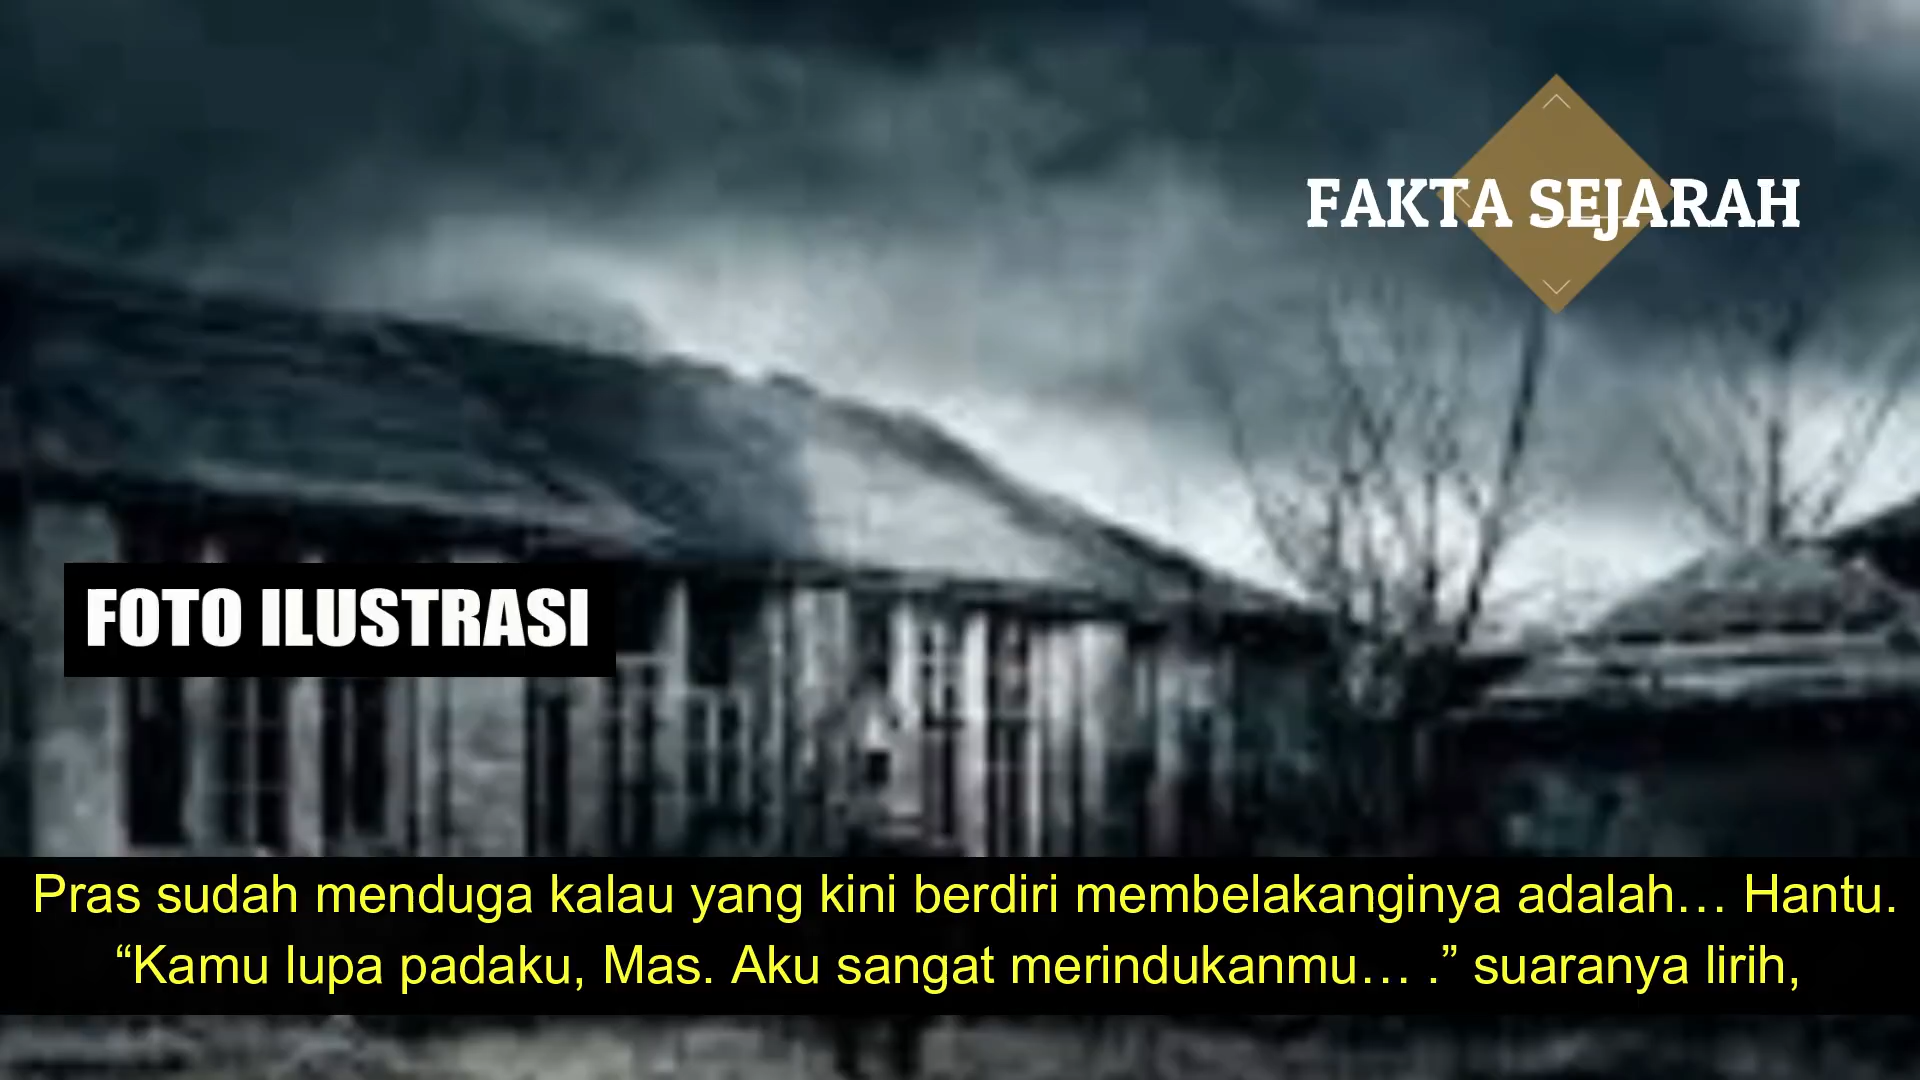 FAKTA SEJARAH
FOTO ILUSTRASI
Pras sudah menduga kalau yang kini berdiri membelakanginya adalah… Hantu.
“Kamu lupa padaku, Mas. Aku sangat merindukanmu… .” suaranya lirih,